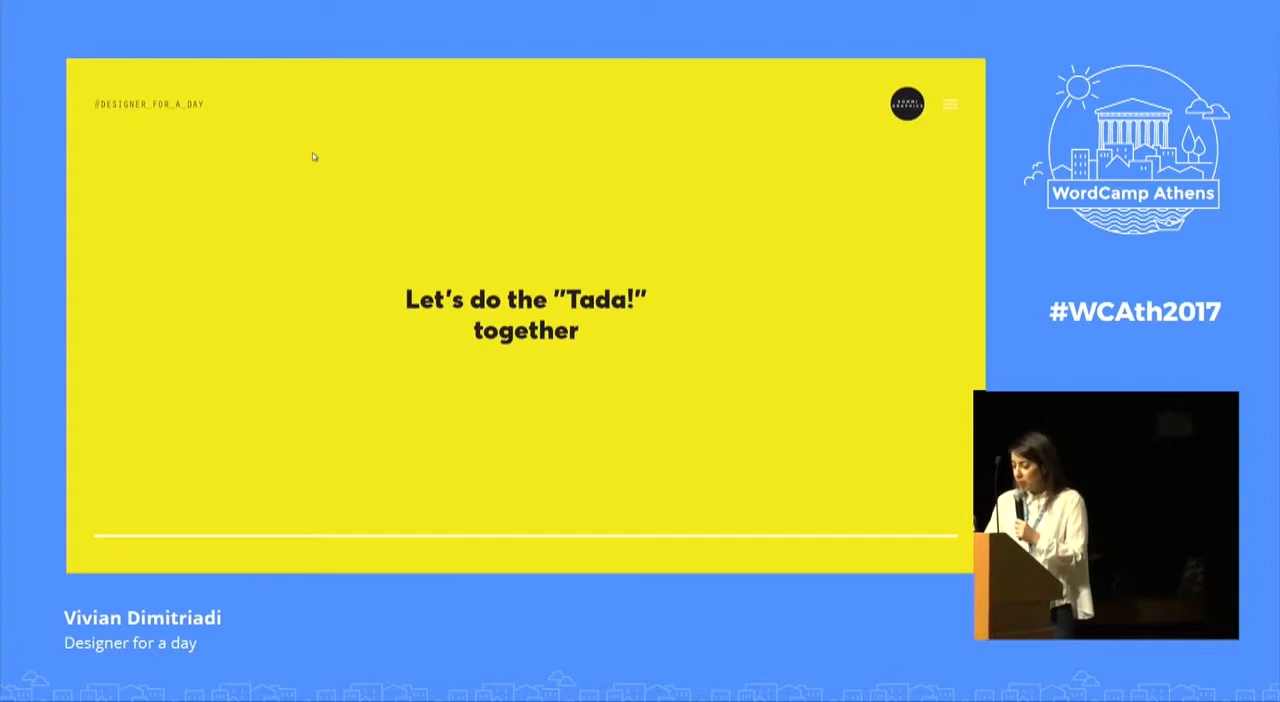 //DESIGNER_FOR_A_DAY
Let's do the "Tada!"
together
WordCamp Athens
#WCAth2017
Vivian Dimitriadi
Designer for a day